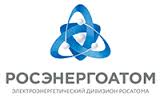 РОСЭНЕРГОАТОМ
ЭЛЕКТРОЭНЕРГЕТИЧЕСКИЙ ДИВИЗИОН РОСАТОМА